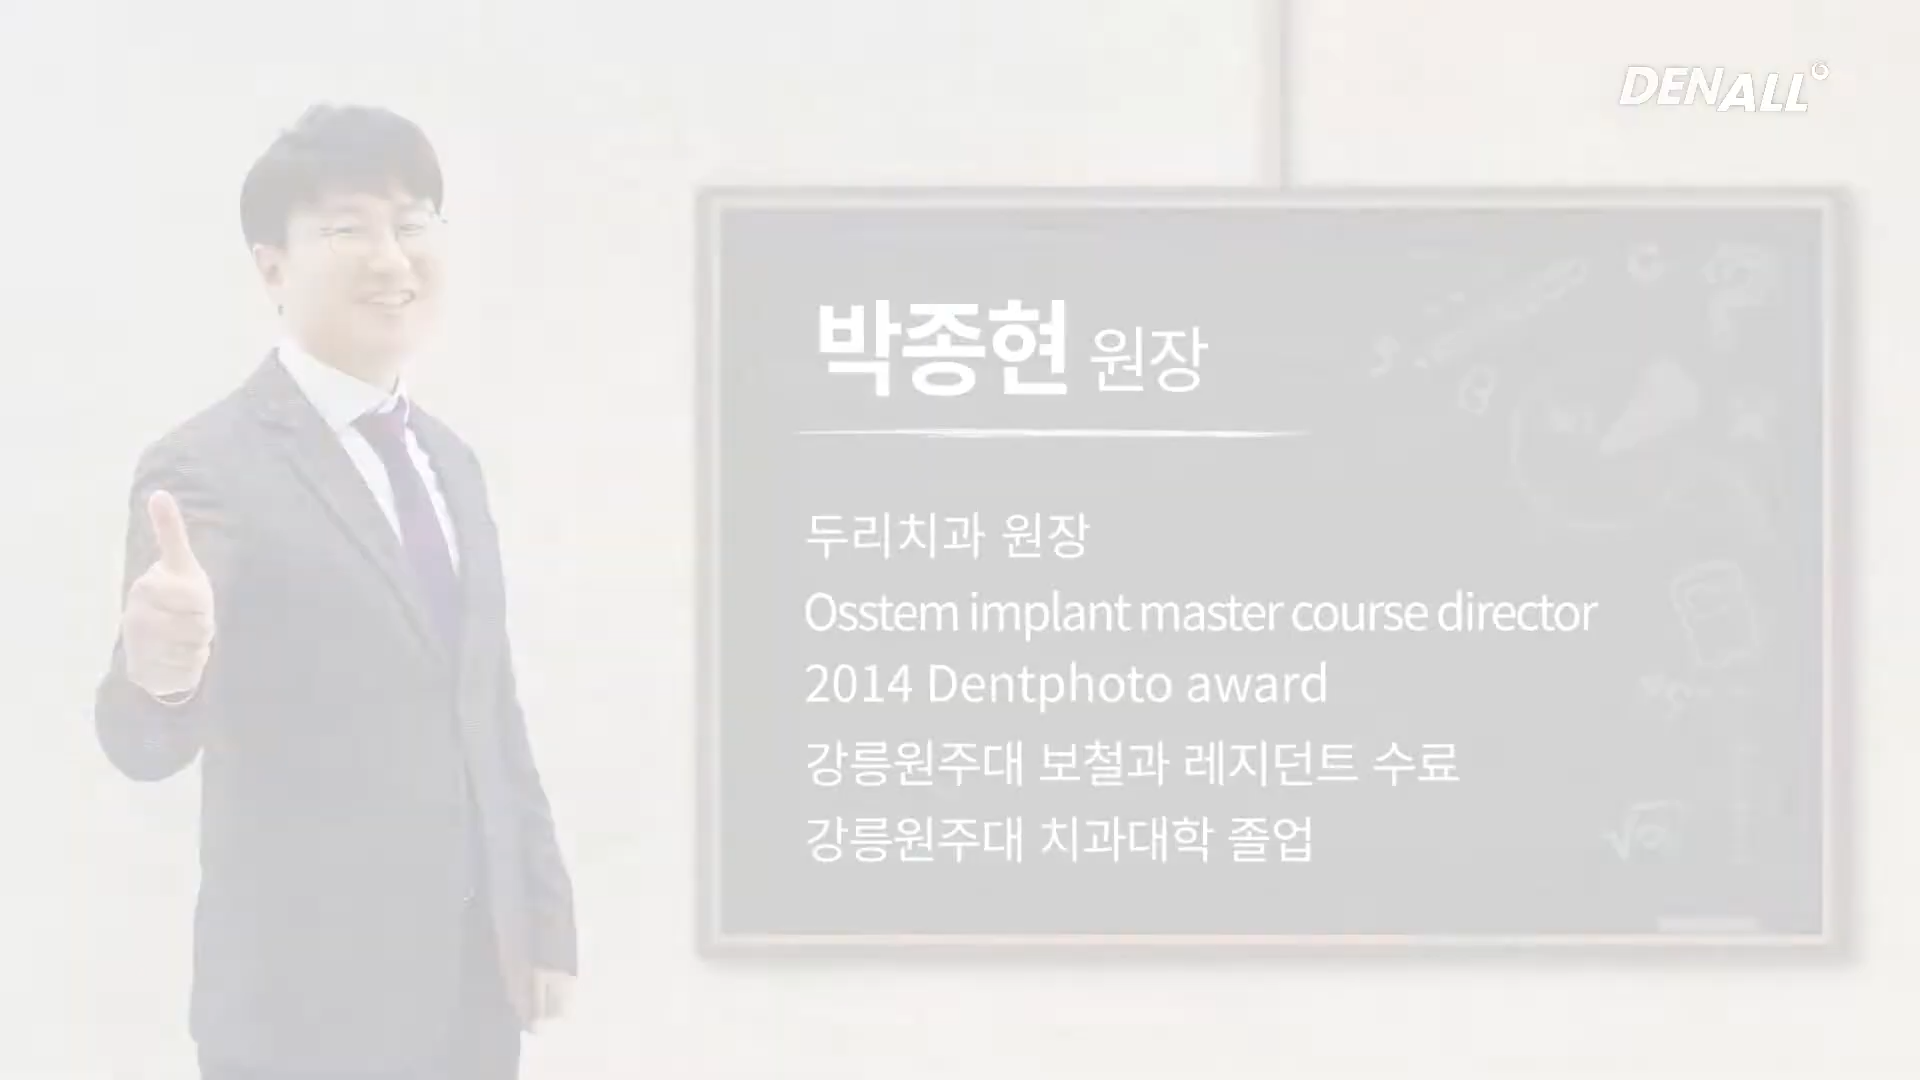 DENALL
박종현 원장
두리치과 원장
Osstem implant master course director
2014 Dentphoto award
강릉원주대 보철과 레지던트 수료
강릉원주대 치과대학 졸업